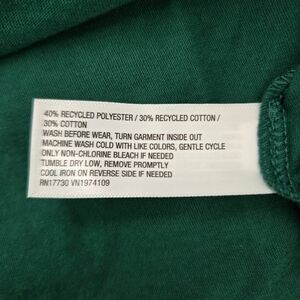 40% RECYCLED POLYESTER / 30% RECYCLED COTTON /
30% COTTON
WASH BEFORE WEAR, TURN GARMENT INSIDE OUT
MACHINE WASH COLD WITH LIKE COLORS, GENTLE CYCLE
ONLY NON-CHLORINE BLEACH IF NEEDED
TUMBLE DRY LOW, REMOVE PROMPTLY
COOL IRON ON REVERSE SIDE IF NEEDED
RN17730 VN1974109